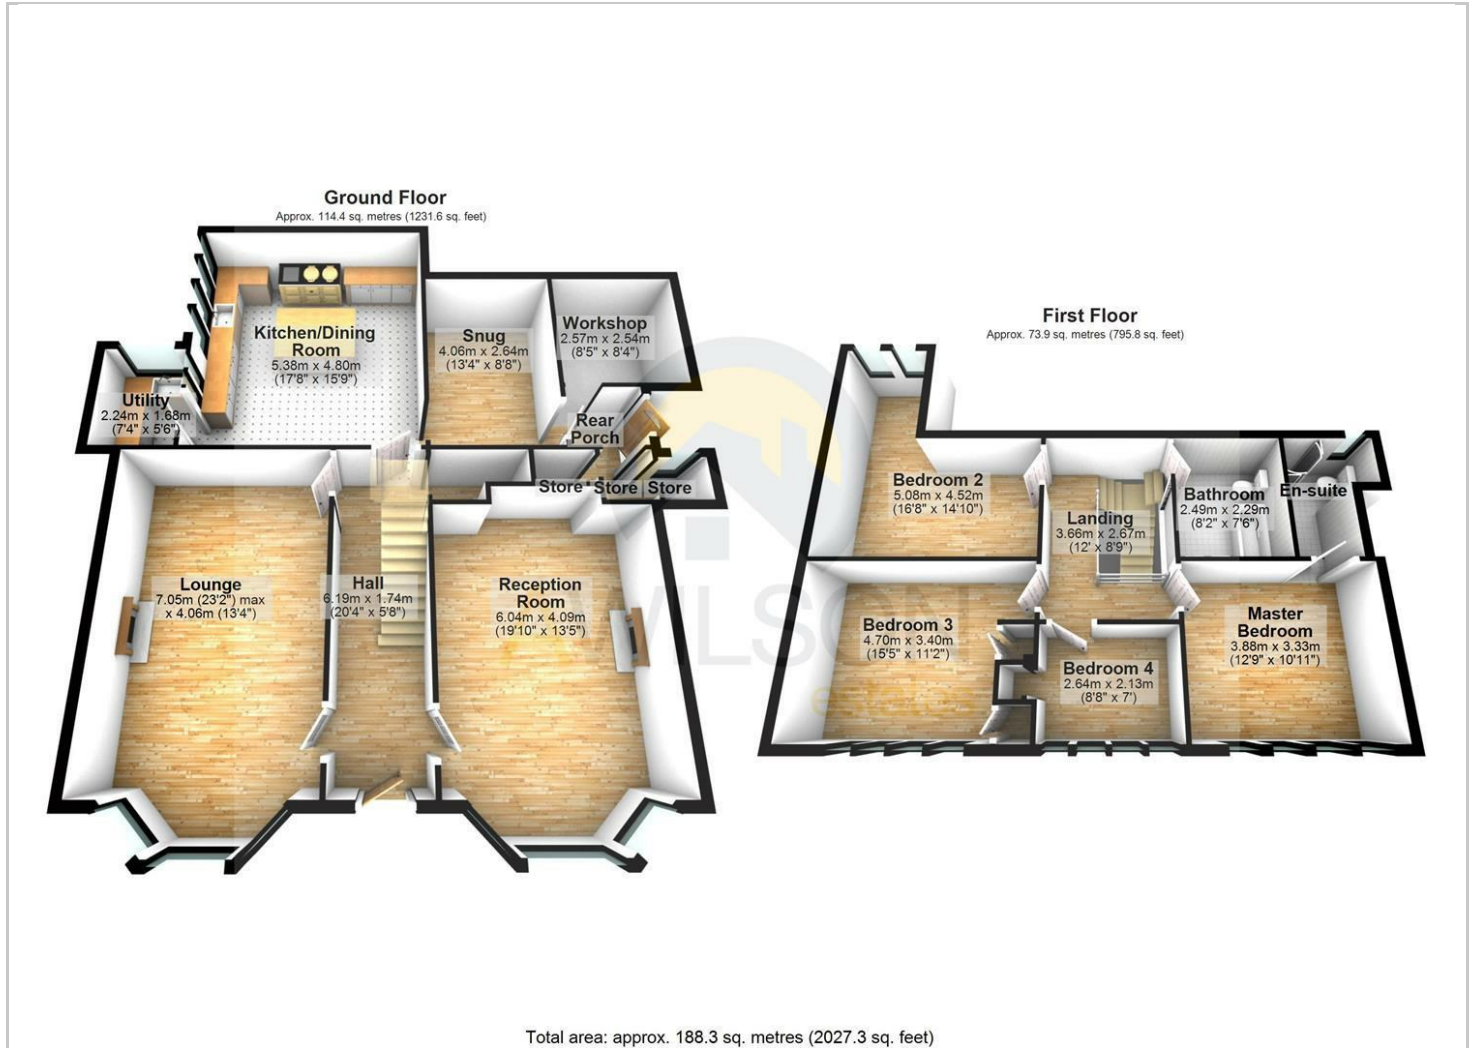 Ground Floor
Approx. 114.4 sq. metres (1231.6 sq. feet)
Kitchen/Dining
Room
5.38m x 4.80m
(17'8" x 15'9")
Snug
4.06m x 2.64m
(13'4" x 8'8")
Workshop
2.57m x 2.54m
(8'5" x 8'4")
Utility
2.24m x 1.68m
(7'4" x 5'6")
Rear
Porch
Store
Store
Store
Lounge
7.05m (23'2") max
x 4.06m (13'4")
Hall
6.19m x 1.74m
(20'4" x 5'8")
Reception
Room
6.04m x 4.09m
(19'10" x 13'5")
First Floor
Approx. 73.9 sq. metres (795.8 sq. feet)
Bedroom 2
5.08m x 4.52m
(16'8" x 14'10")
Landing
3.66m x 2.67m
(12' x 8'9")
Bathroom
2.49m x 2.29m
(8'2" x 7'6")
En-suite
Bedroom 3
4.70m x 3.40m
(15'5" x 11'2")
Bedroom 4
2.64m x 2.13m
(8'8" x 7')
Master
Bedroom
3.88m x 3.33m
(12'9" x 10'11")
estates
Total area: approx. 188.3 sq. metres (2027.3 sq. feet)